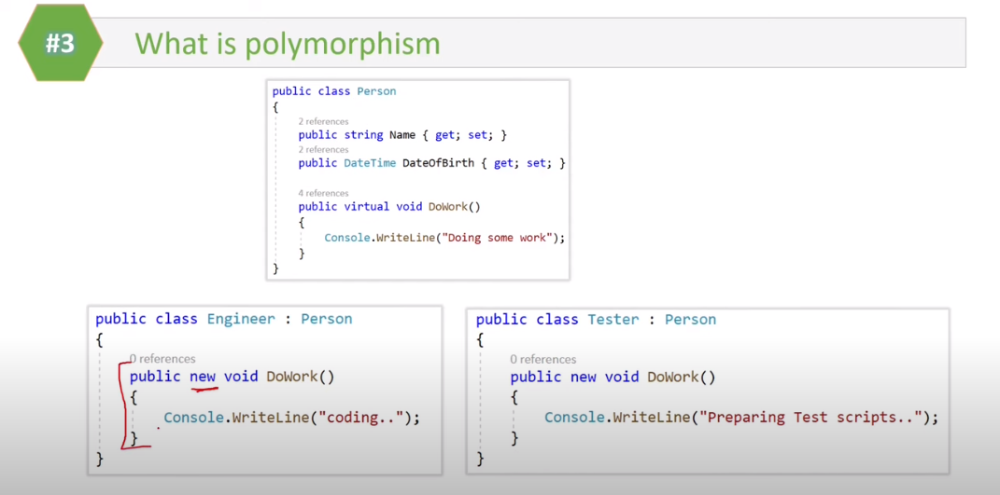 #3
What is polymorphism
public class Person
{
2 references
public string Name { get; set; }
2 references
public DateTime DateOfBirth { get; set; }
4 references
public virtual void DoWork()
{
Console.WriteLine("Doing some work");
}
}
public class Engineer : Person
{
0 references
public new void DoWork()
{
Console.WriteLine("coding..");
}
}
public class Tester : Person
{
0 references
public new void DoWork()
{
Console.WriteLine("Preparing Test scripts..");
}
}